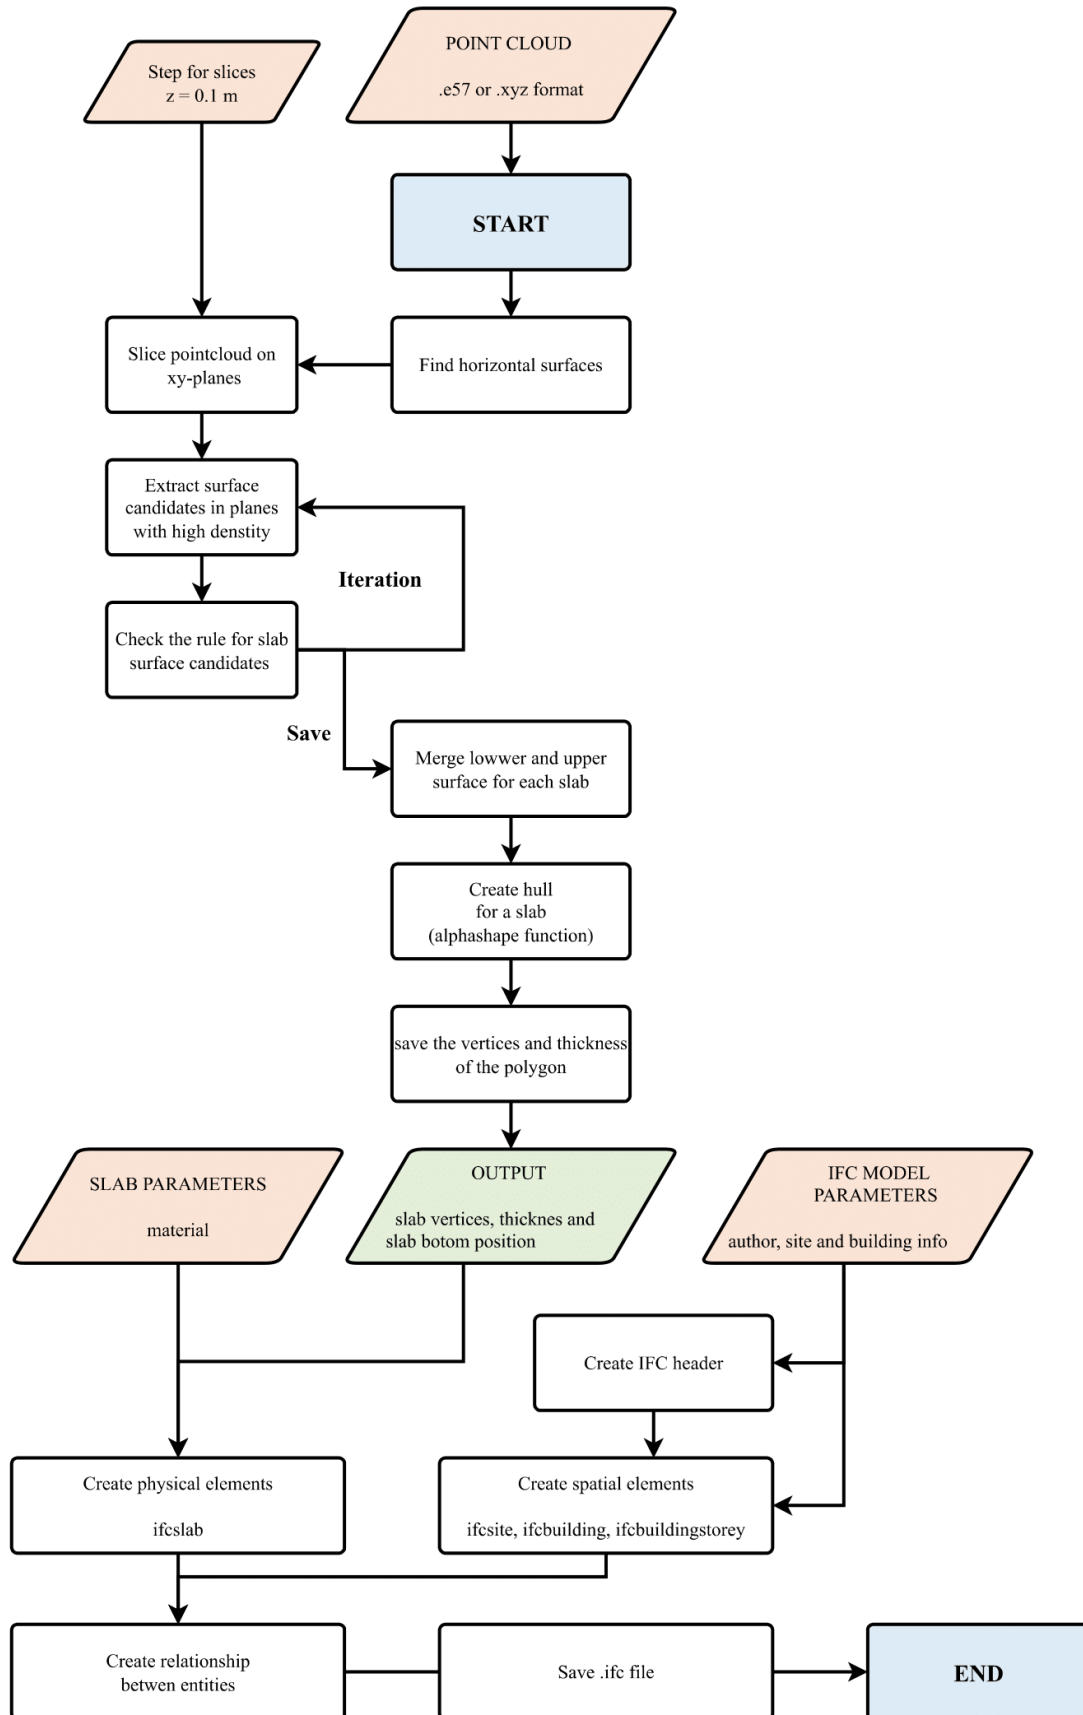 Step for slices
z = 0.1 m
POINT CLOUD
.e57 or .xyz format
START
Slice pointcloud on
xy-planes
Find horizontal surfaces
Extract surface
candidates in planes
with high denstity
Iteration
Check the rule for slab
surface candidates
Save
Merge lowwer and upper
surface for each slab
Create hull
for a slab
(alphashape function)
save the vertices and thickness
of the polygon
SLAB PARAMETERS
material
OUTPUT
slab vertices, thicknes and
slab botom position
IFC MODEL
PARAMETERS
author, site and building info
Create IFC header
Create physical elements
ifcslab
Create spatial elements
ifcsite, ifcbuilding, ifcbuildingstorey
Create relationship
betwen entities
Save .ifc file
END